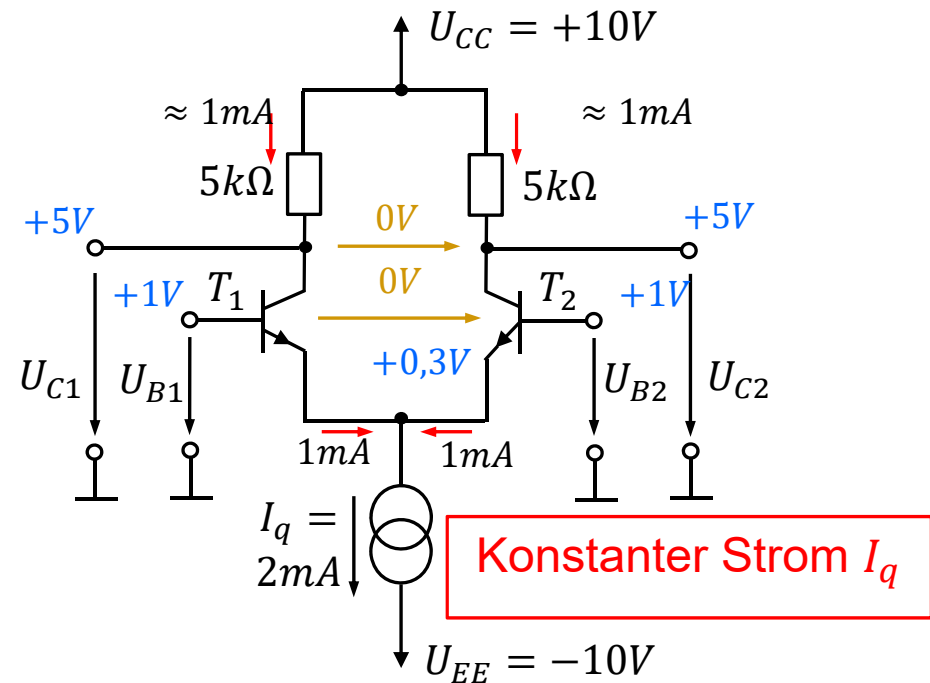 U_CC = +10V
≈ 1mA
≈ 1mA
5kΩ
5kΩ
+5V
0V
+5V
0V
+1V
T_1
T_2
+1V
+0,3V
U_C1
U_B1
U_B2
U_C2
1mA
1mA
I_q =
2mA
Konstanter Strom I_q
U_EE = −10V